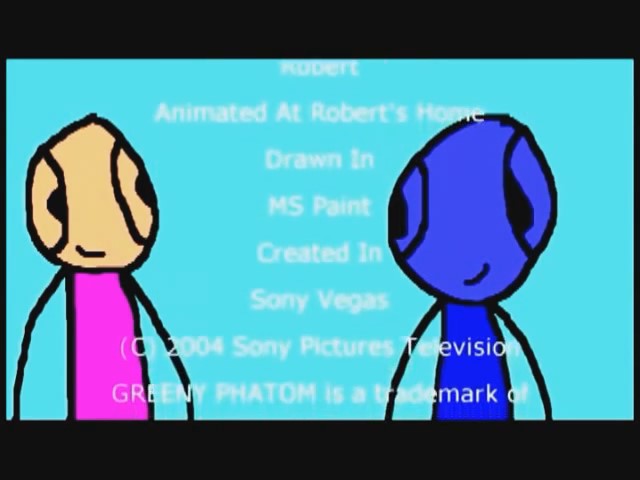 Robert
Animated At Robert's Home
Drawn In
MS Paint
Created In
Sony Vegas
(C) 2004 Sony Pictures Television
GREENY PHATOM is a trademark of